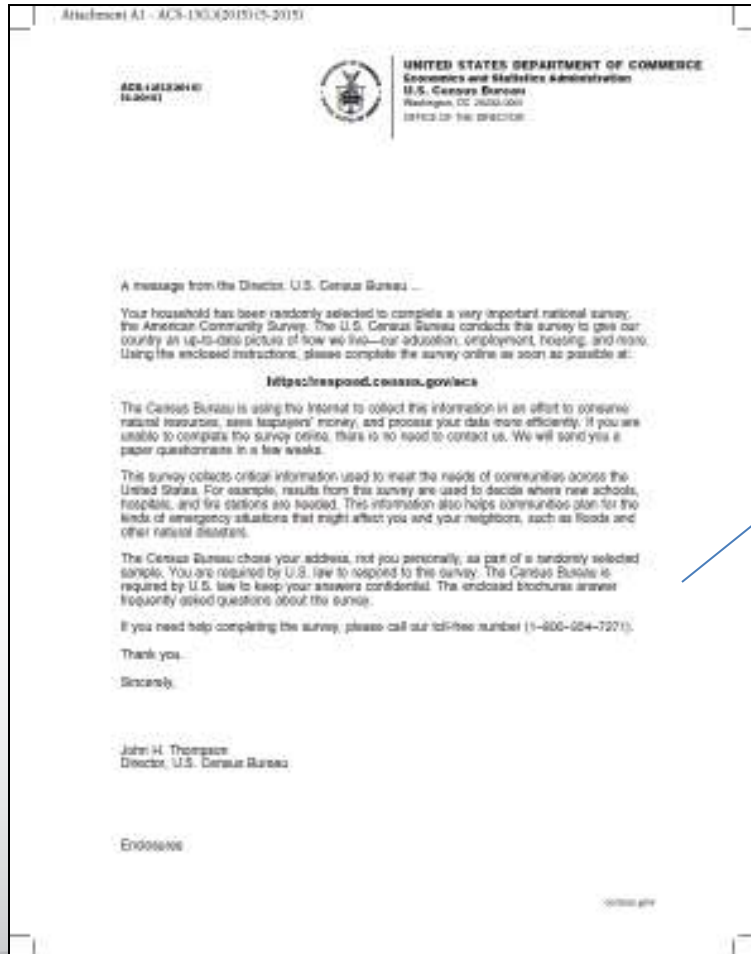 Attachment A1 - ACS-13(L)(2015)(5-2015)
ACS-13(L)(2015)
(5-2015)
UNITED STATES DEPARTMENT OF COMMERCE
Economics and Statistics Administration
U.S. Census Bureau
Washington, DC 20233-0001
OFFICE OF THE DIRECTOR
A message from the Director, U.S. Census Bureau ...
Your household has been randomly selected to complete a very important national survey,
the American Community Survey. The U.S. Census Bureau conducts this survey to give our
country an up-to-date picture of how we live—our education, employment, housing, and more.
Using the enclosed instructions, please complete the survey online as soon as possible at:
https://respond.census.gov/acs
The Census Bureau is using the Internet to collect this information in an effort to conserve
natural resources, save taxpayers' money, and process your data more efficiently. If you are
unable to complete the survey online, there is no need to contact us. We will send you a
paper questionnaire in a few weeks.
This survey collects critical information used to meet the needs of communities across the
United States. For example, results from this survey are used to decide where new schools,
hospitals, and fire stations are needed. This information also helps communities plan for the
kinds of emergency situations that might affect you and your neighbors, such as floods and
other natural disasters.
The Census Bureau chose your address, not you personally, as part of a randomly selected
sample. You are required by U.S. law to respond to this survey. The Census Bureau is
required by U.S. law to keep your answers confidential. The enclosed brochures answer
frequently asked questions about the survey.
If you need help completing the survey, please call our toll-free number (1–800–354–7271).
Thank you.
Sincerely,
John H. Thompson
Director, U.S. Census Bureau
Enclosures
census.gov